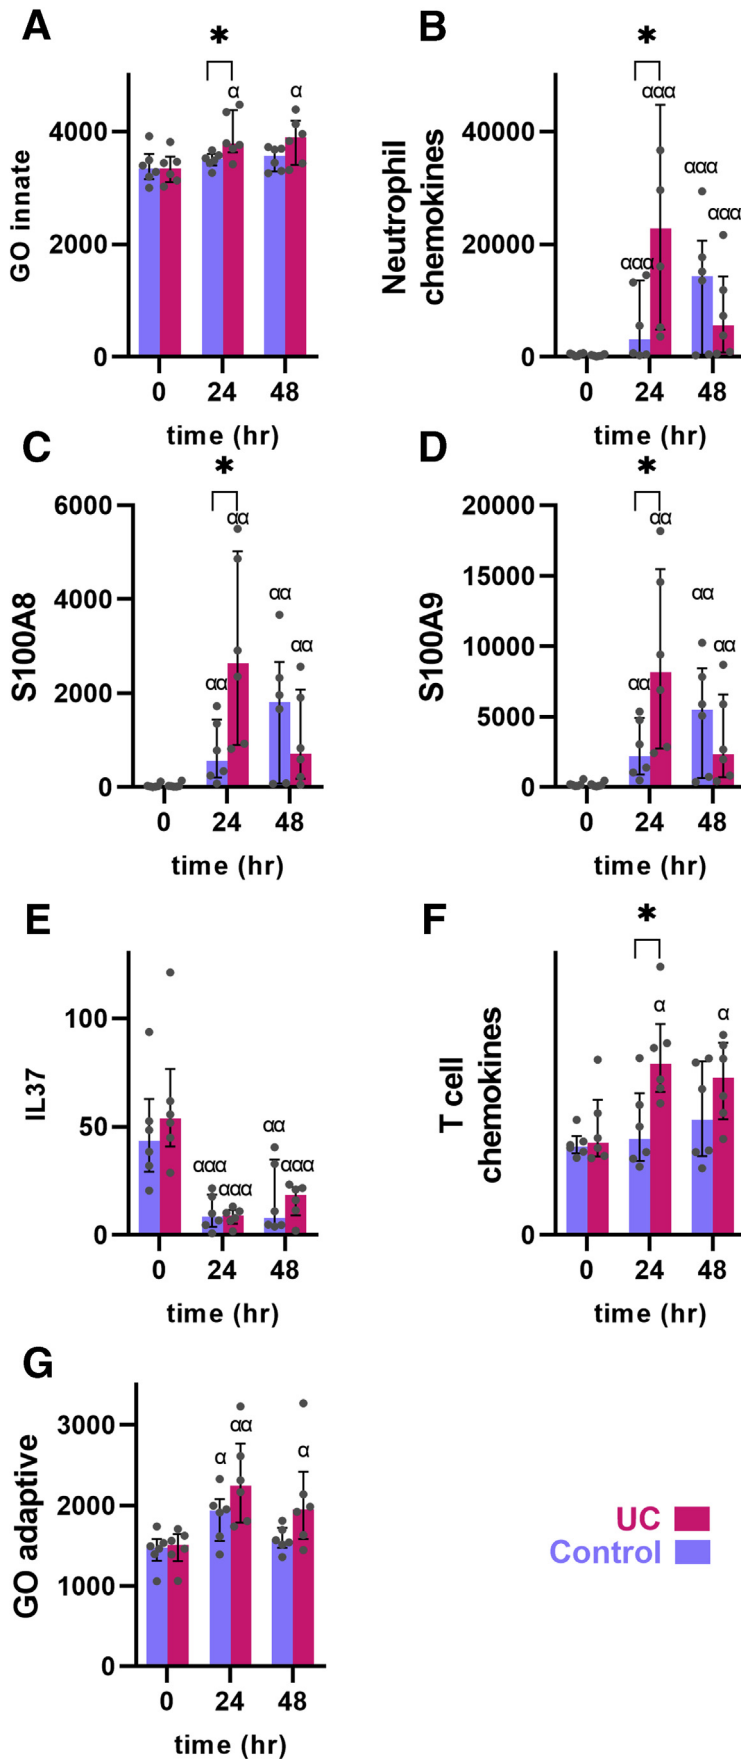 A
*
α
α
GO innate
4000
2000
0
0 24 48
time (hr)
B
*
ααα
ααα
ααα
ααα
Neutrophil
chemokines
40000
20000
0
0 24 48
time (hr)
C
*
αα
αα
αα
αα
S100A8
6000
4000
2000
0
0 24 48
time (hr)
D
*
αα
αα
αα
αα
S100A9
20000
15000
10000
5000
0
0 24 48
time (hr)
E
ααα
ααα
αα
ααα
IL37
100
50
0
0 24 48
time (hr)
F
*
α
α
T cell
chemokines
0
0 24 48
time (hr)
G
α
αα
α
GO adaptive
3000
2000
1000
0
0 24 48
time (hr)
UC
Control